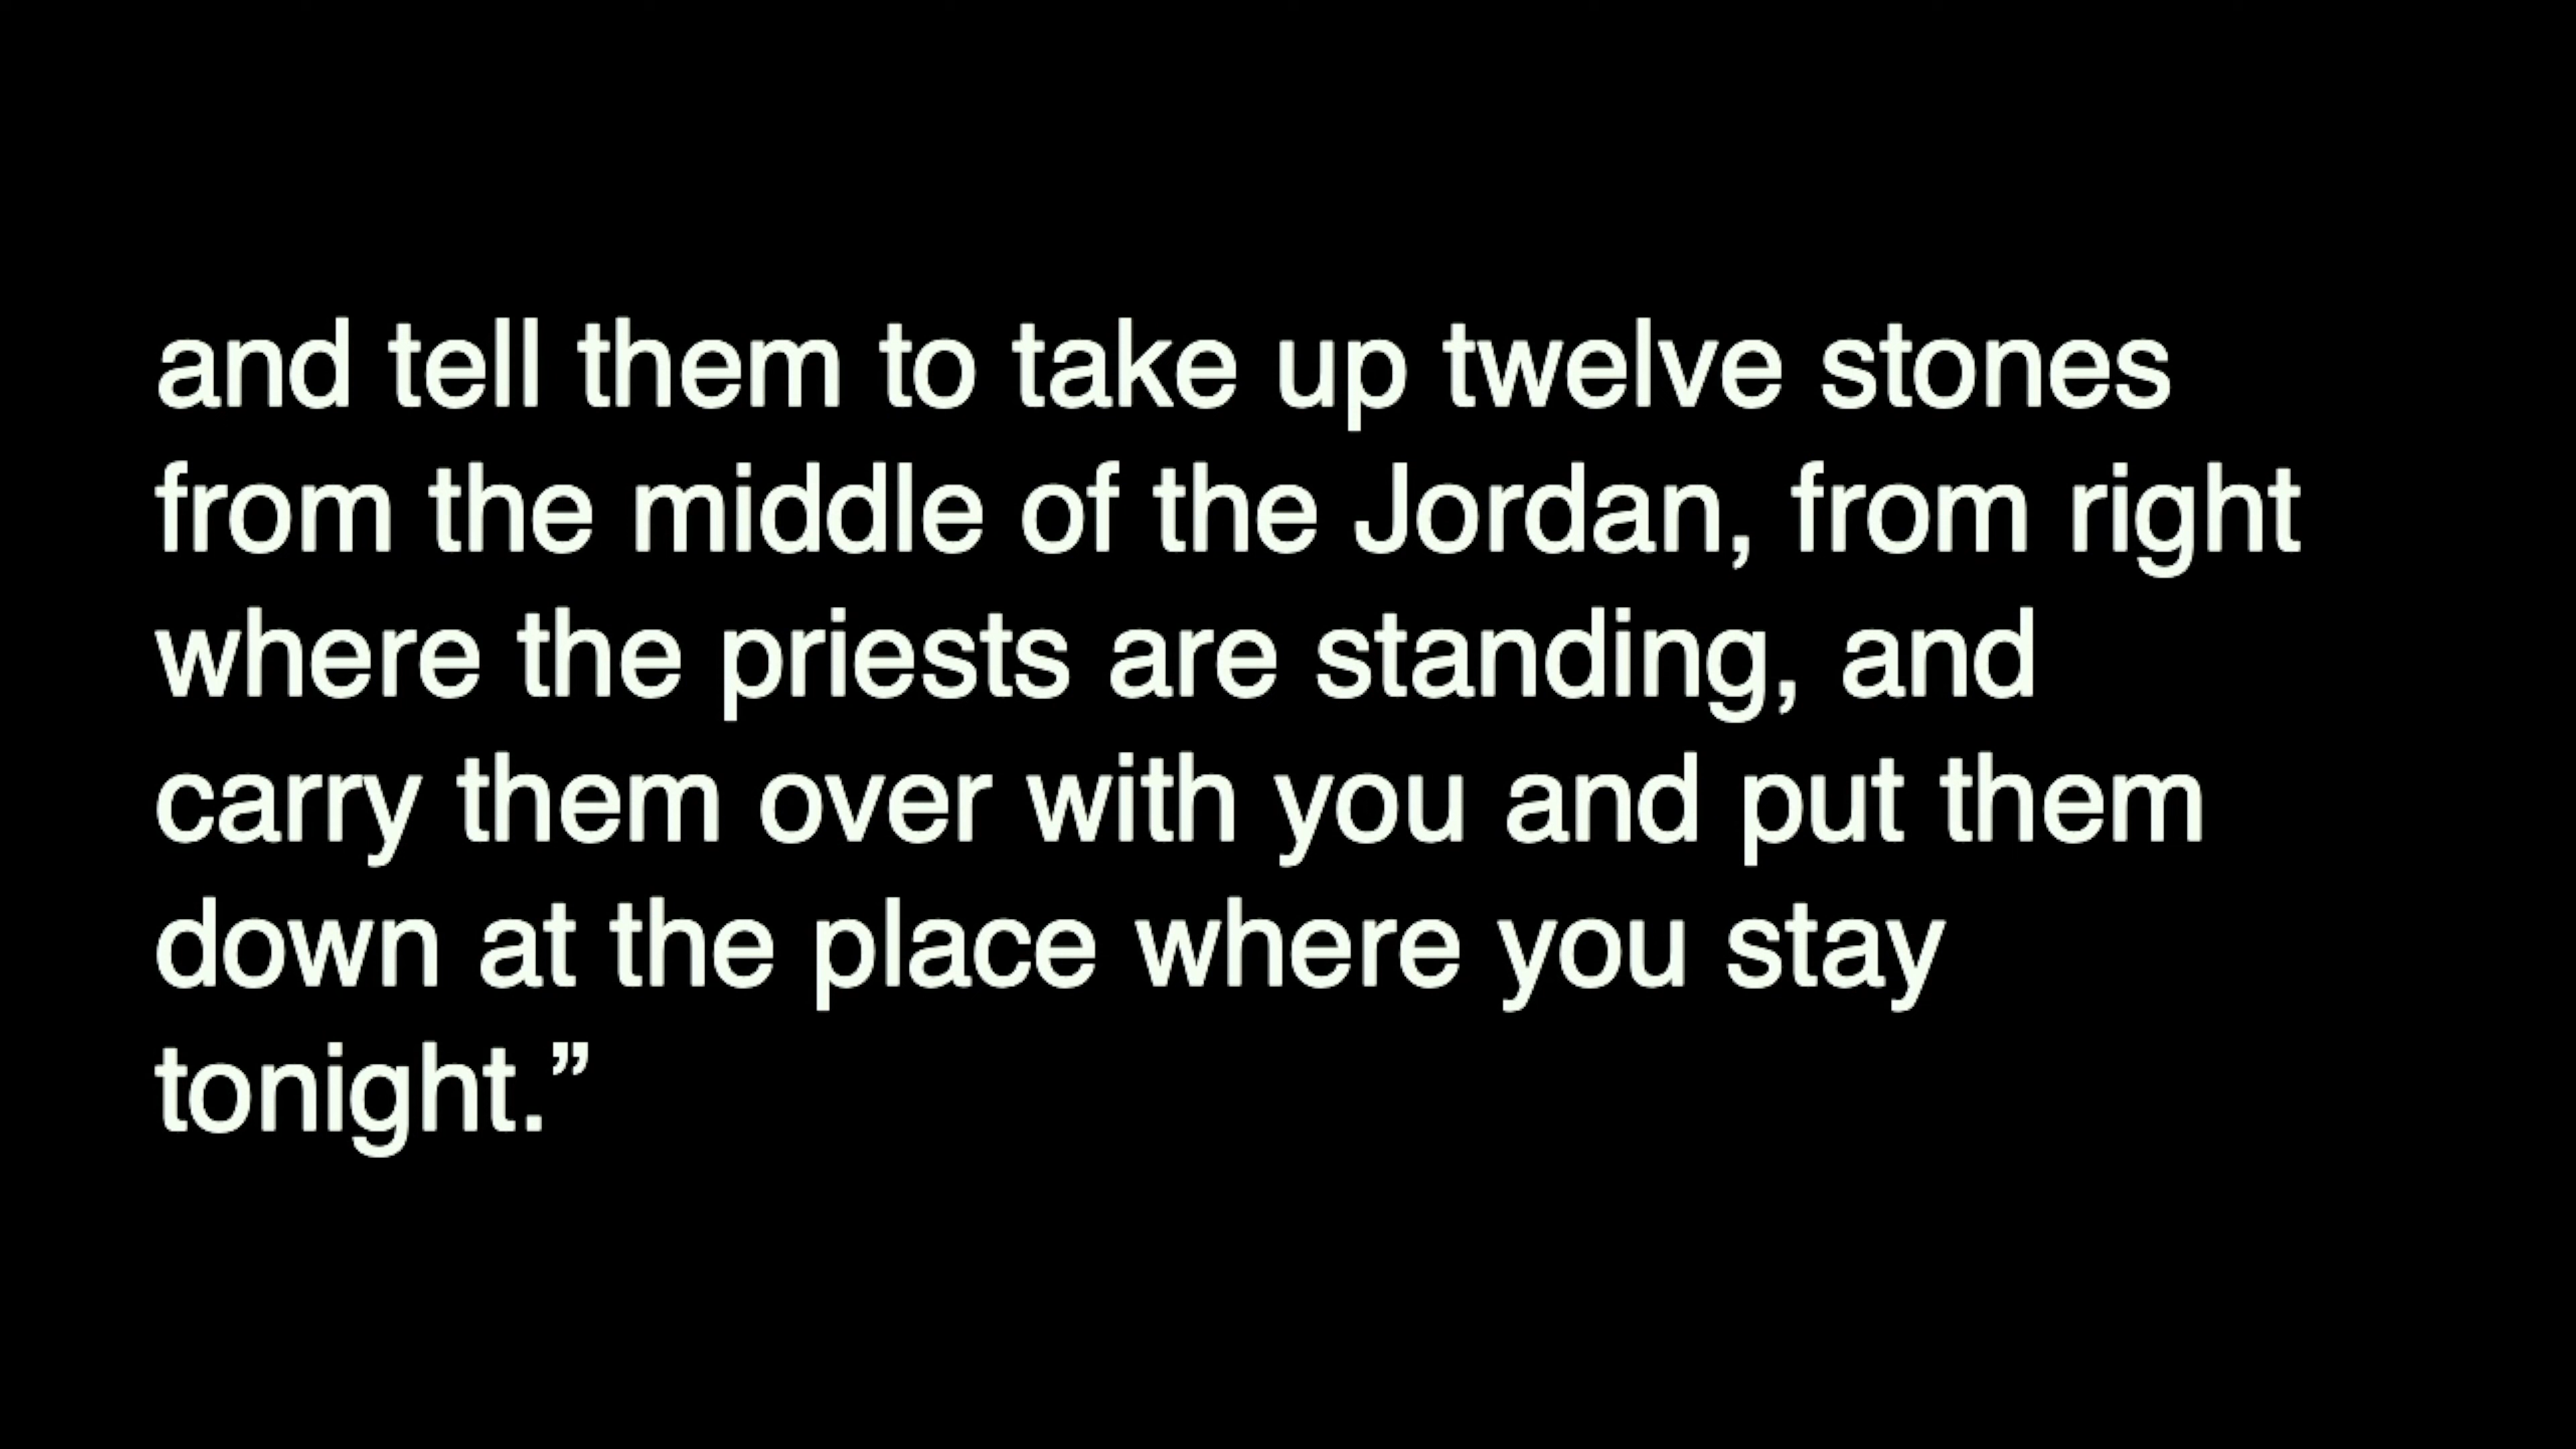 and tell them to take up twelve stones
from the middle of the Jordan, from right
where the priests are standing, and
carry them over with you and put them
down at the place where you stay
tonight.”